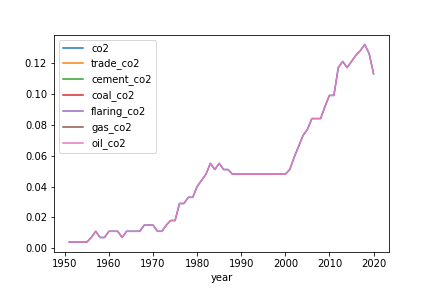 co2
trade_co2
cement_co2
coal_co2
flaring_co2
gas_co2
oil_co2
0.12
0.10
0.08
0.06
0.04
0.02
0.00
1950 1960 1970 1980 1990 2000 2010 2020
year